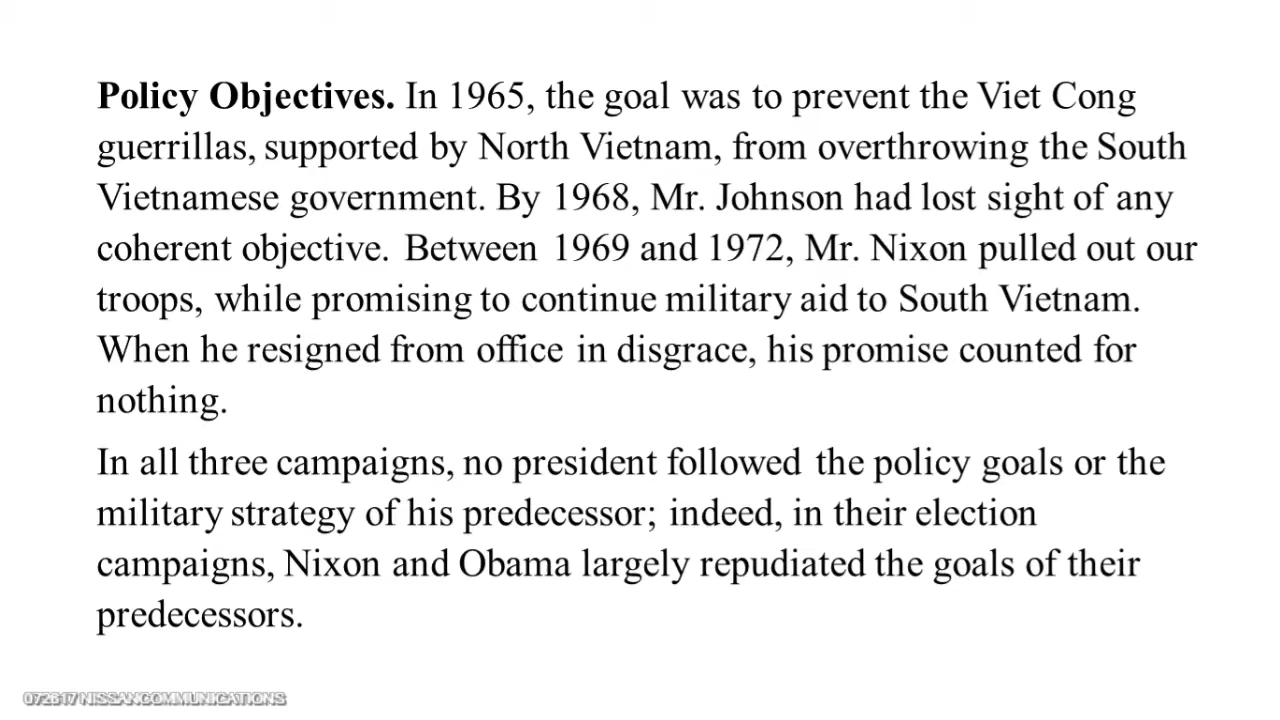 Policy Objectives. In 1965, the goal was to prevent the Viet Cong
guerrillas, supported by North Vietnam, from overthrowing the South
Vietnamese government. By 1968, Mr. Johnson had lost sight of any
coherent objective. Between 1969 and 1972, Mr. Nixon pulled out our
troops, while promising to continue military aid to South Vietnam.
When he resigned from office in disgrace, his promise counted for
nothing.
In all three campaigns, no president followed the policy goals or the
military strategy of his predecessor; indeed, in their election
campaigns, Nixon and Obama largely repudiated the goals of their
predecessors.
072617 NISSANCOMMUNICATIONS